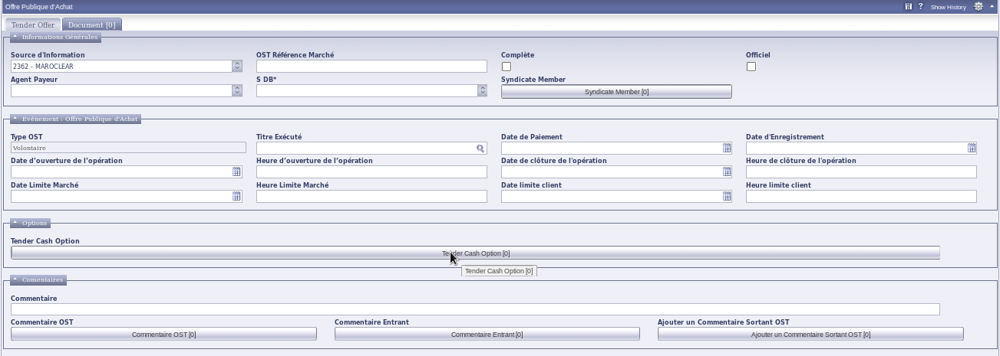 Offre Publique d'Achat
? Show History
Tender Offer Document [0]
Informations Générales
Source d'Information OST Référence Marché Complète Officiel
2362 - MAROCLEAR
Agent Payeur S DB* Syndicate Member
Syndicate Member [0]
Evénement : Offre Publique d'Achat
Type OST Titre Exécuté Date de Paiement Date d'Enregistrement
Volontaire
Date d’ouverture de l’opération Heure d’ouverture de l’opération Date de clôture de l'opération Heure de clôture de l'opération
Date Limite Marché Heure Limite Marché Date limite client Heure limite client
Options
Tender Cash Option
Tender Cash Option [0]
Tender Cash Option [0]
Comentaires
Commentaire
Commentaire OST Commentaire Entrant Ajouter un Commentaire Sortant OST
Commentaire OST [0] Commentaire Entrant [0] Ajouter un Commentaire Sortant OST [0]